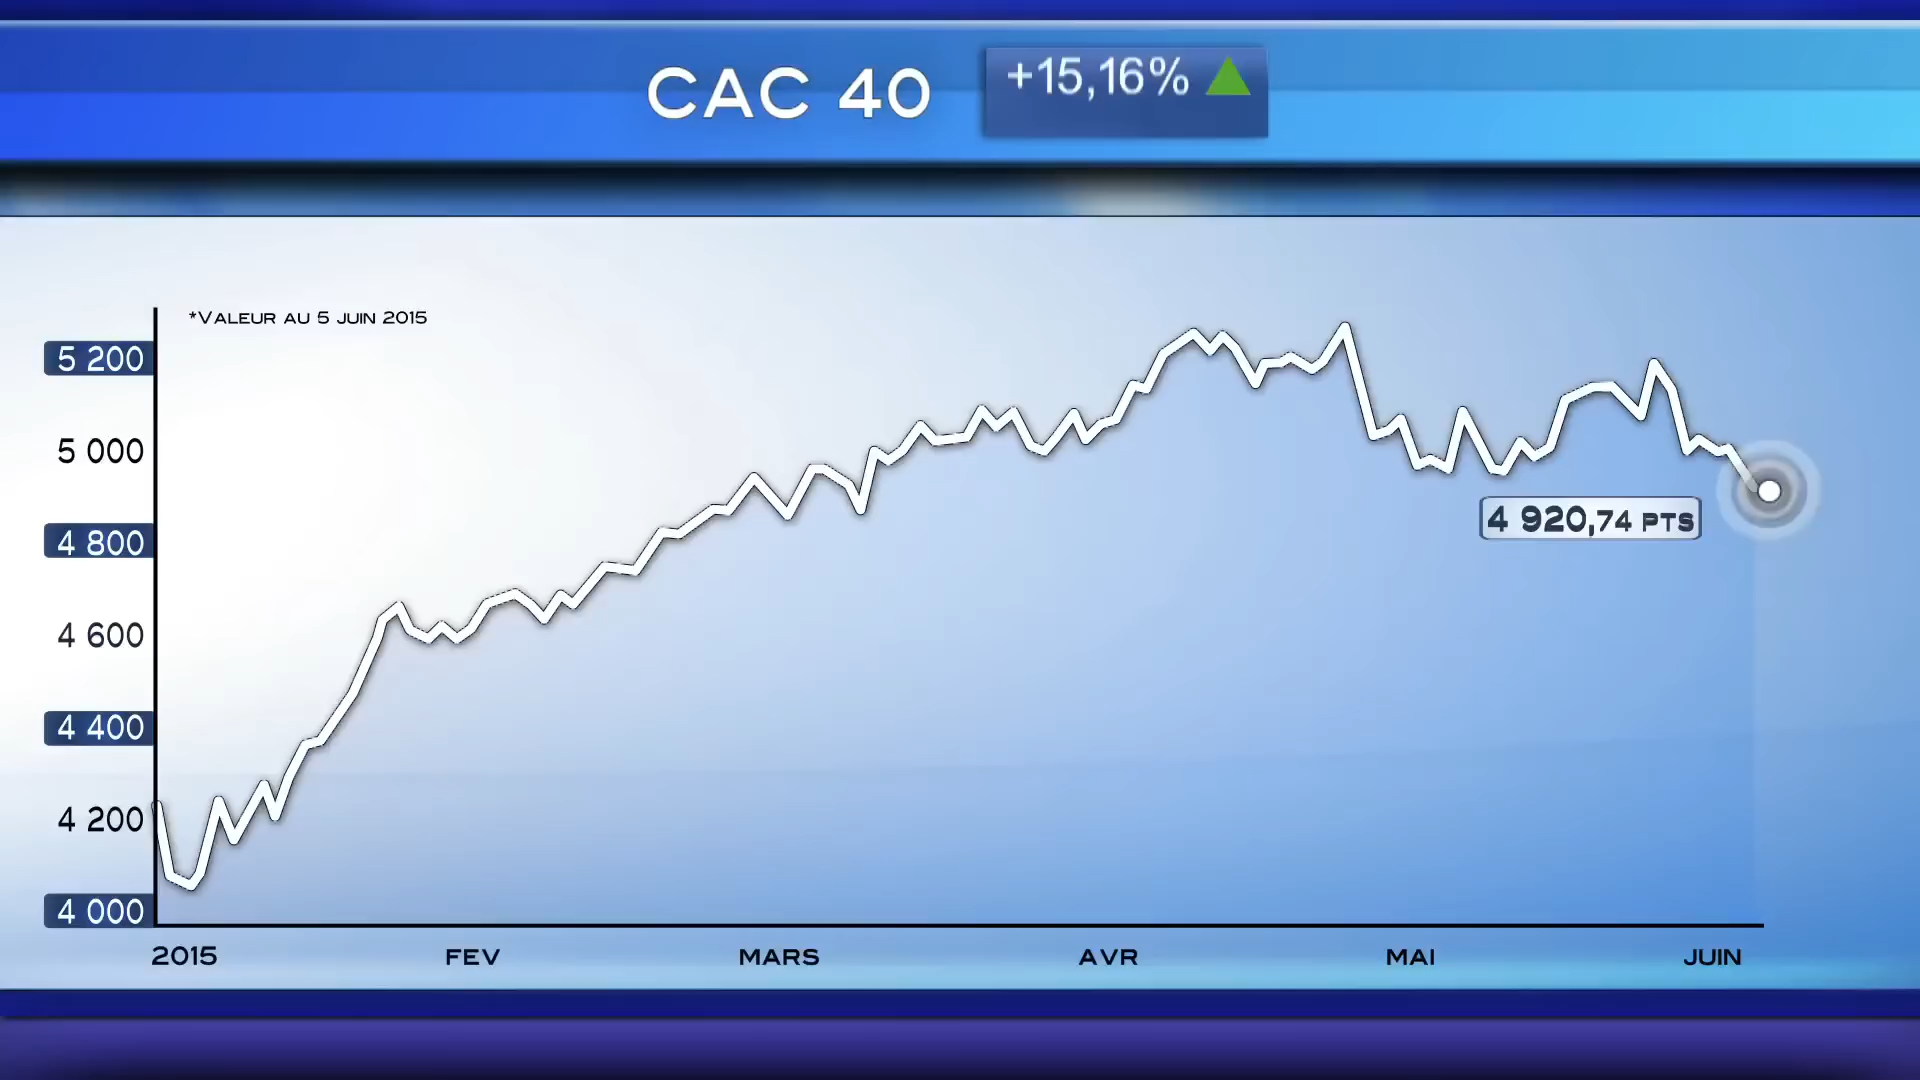 CAC 40
+15,16%
*VALEUR AU 5 JUIN 2015
5 200
5 000
4 800
4 600
4 400
4 200
4 000
4 920,74 PTS
2015 FEV MARS AVR MAI JUIN